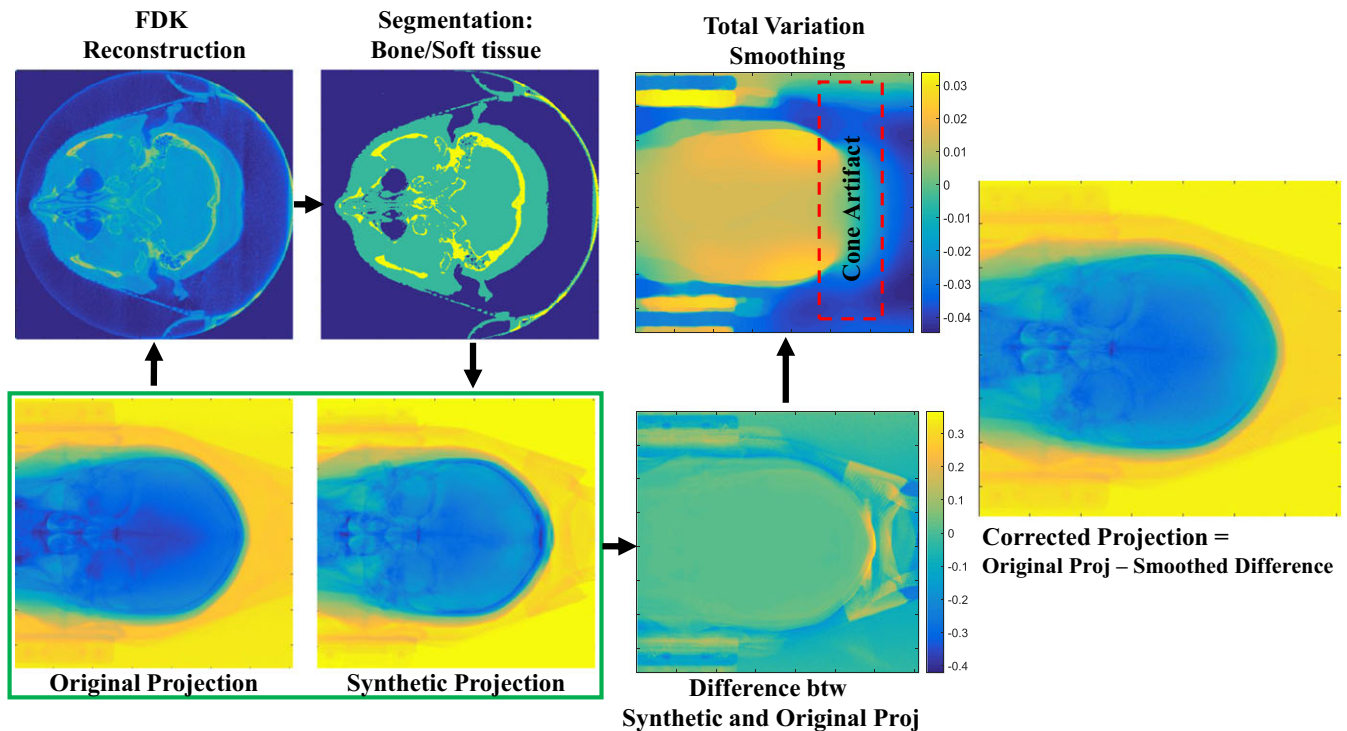 FDK
Reconstruction
Segmentation:
Bone/Soft tissue
Total Variation
Smoothing
Cone Artifact
0.03
0.02
0.01
0
-0.01
-0.02
-0.03
-0.04
Original Projection
Synthetic Projection
0.3
0.2
0.1
0
-0.1
-0.2
-0.3
-0.4
Difference btw
Synthetic and Original Proj
Corrected Projection =
Original Proj – Smoothed Difference